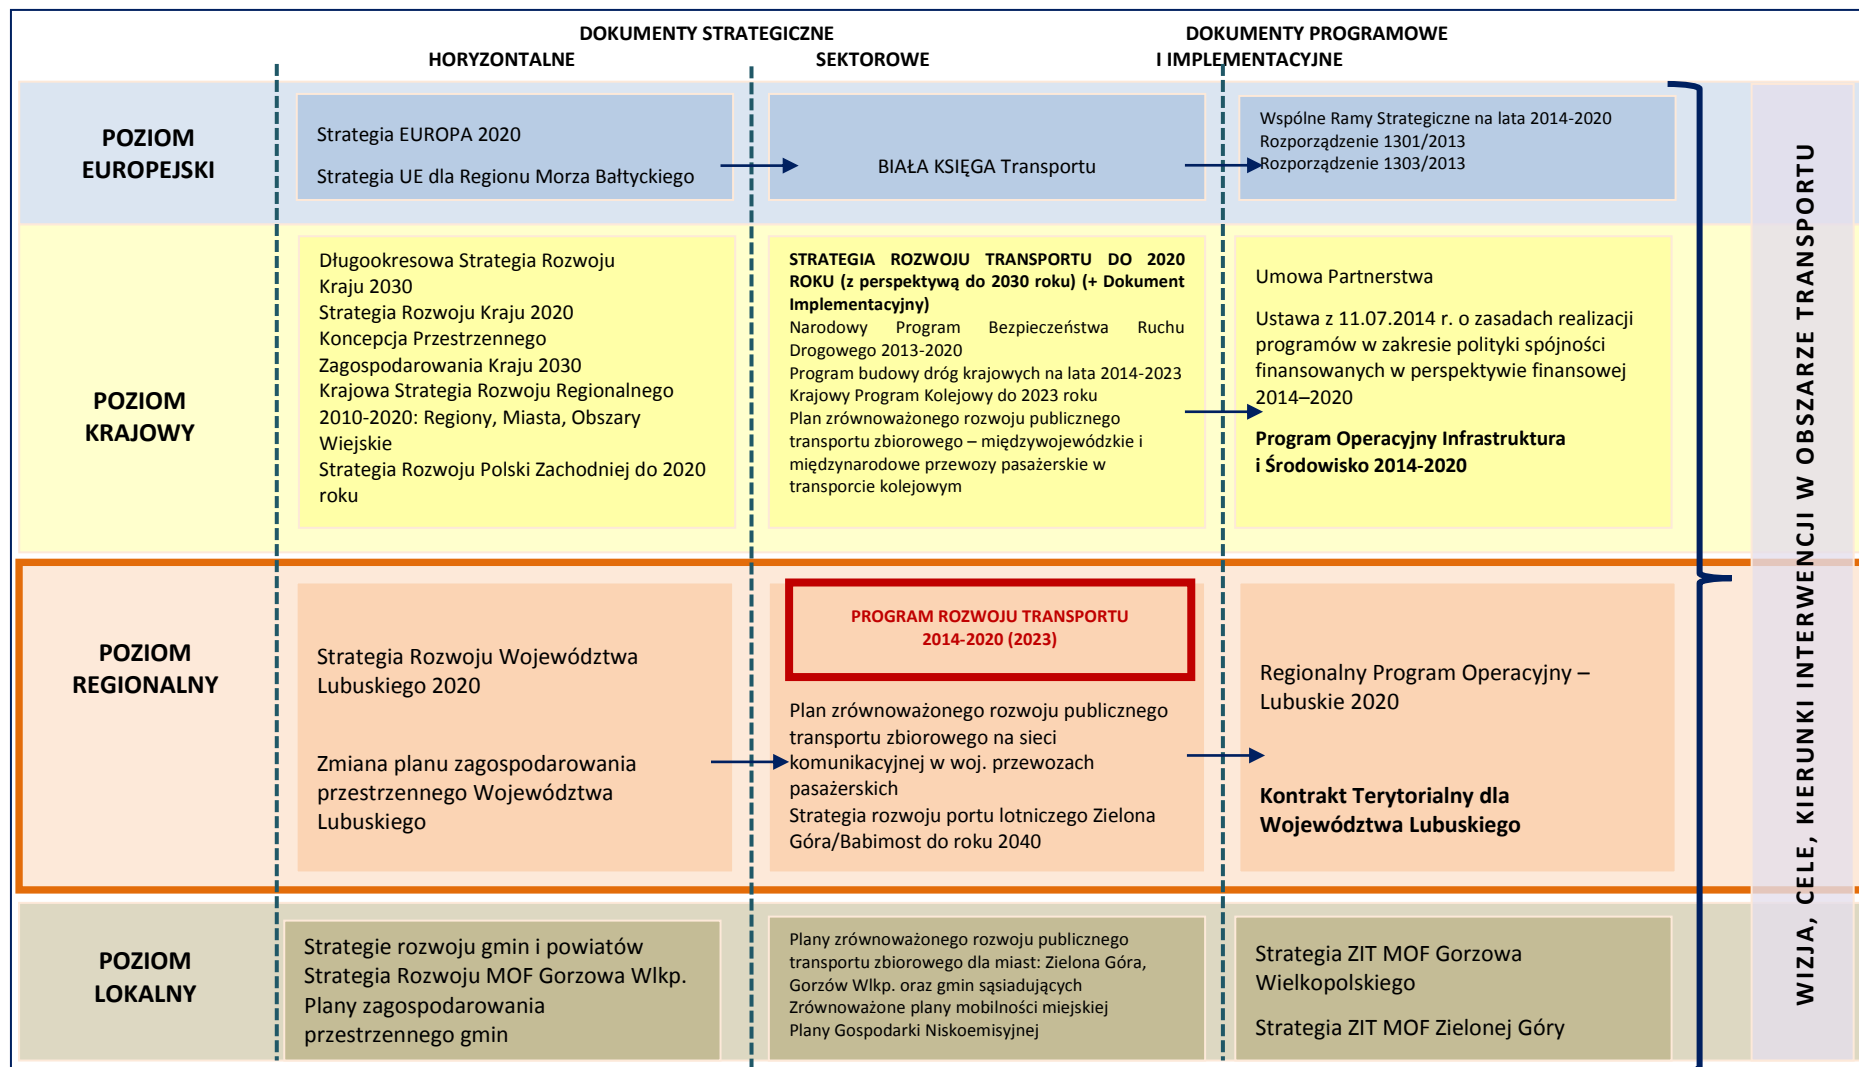 DOKUMENTY STRATEGICZNE
DOKUMENTY PROGRAMOWE
HORYZONTALNE
SEKTOROWE
I IMPLEMENTACYJNE
POZIOM
EUROPEJSKI
Strategia EUROPA 2020
Strategia UE dla Regionu Morza Bałtyckiego
BIAŁA KSIĘGA Transportu
Wspólne Ramy Strategiczne na lata 2014-2020
Rozporządzenie 1301/2013
Rozporządzenie 1303/2013
POZIOM
KRAJOWY
Długookresowa Strategia Rozwoju
Kraju 2030
Strategia Rozwoju Kraju 2020
Koncepcja Przestrzennego
Zagospodarowania Kraju 2030
Krajowa Strategia Rozwoju Regionalnego
2010-2020: Regiony, Miasta, Obszary
Wiejskie
Strategia Rozwoju Polski Zachodniej do 2020
roku
STRATEGIA ROZWOJU TRANSPORTU DO 2020
ROKU (z perspektywą do 2030 roku) (+ Dokument
Implementacyjny)
Narodowy Program Bezpieczeństwa Ruchu
Drogowego 2013-2020
Program budowy dróg krajowych na lata 2014-2023
Krajowy Program Kolejowy do 2023 roku
Plan zrównoważonego rozwoju publicznego
transportu zbiorowego – międzywojewódzkie i
międzynarodowe przewozy pasażerskie w
transporcie kolejowym
Umowa Partnerstwa
Ustawa z 11.07.2014 r. o zasadach realizacji
programów w zakresie polityki spójności
finansowanych w perspektywie finansowej
2014–2020
Program Operacyjny Infrastruktura
i Środowisko 2014-2020
POZIOM
REGIONALNY
Strategia Rozwoju Województwa
Lubuskiego 2020
Zmiana planu zagospodarowania
przestrzennego Województwa
Lubuskiego
PROGRAM ROZWOJU TRANSPORTU
2014-2020 (2023)
Plan zrównoważonego rozwoju publicznego
transportu zbiorowego na sieci
komunikacyjnej w woj. przewozach
pasażerskich
Strategia rozwoju portu lotniczego Zielona
Góra/Babimost do roku 2040
Regionalny Program Operacyjny –
Lubuskie 2020
Kontrakt Terytorialny dla
Województwa Lubuskiego
POZIOM
LOKALNY
Strategie rozwoju gmin i powiatów
Strategia Rozwoju MOF Gorzowa Wlkp.
Plany zagospodarowania
przestrzennego gmin
Plany zrównoważonego rozwoju publicznego
transportu zbiorowego dla miast: Zielona Góra,
Gorzów Wlkp. oraz gmin sąsiadujących
Zrównoważone plany mobilności miejskiej
Plany Gospodarki Niskoemisyjnej
Strategia ZIT MOF Gorzowa
Wielkopolskiego
Strategia ZIT MOF Zielonej Góry
WIZJA, CELE, KIERUNKI INTERWENCJI W OBSZARZE TRANSPORTU